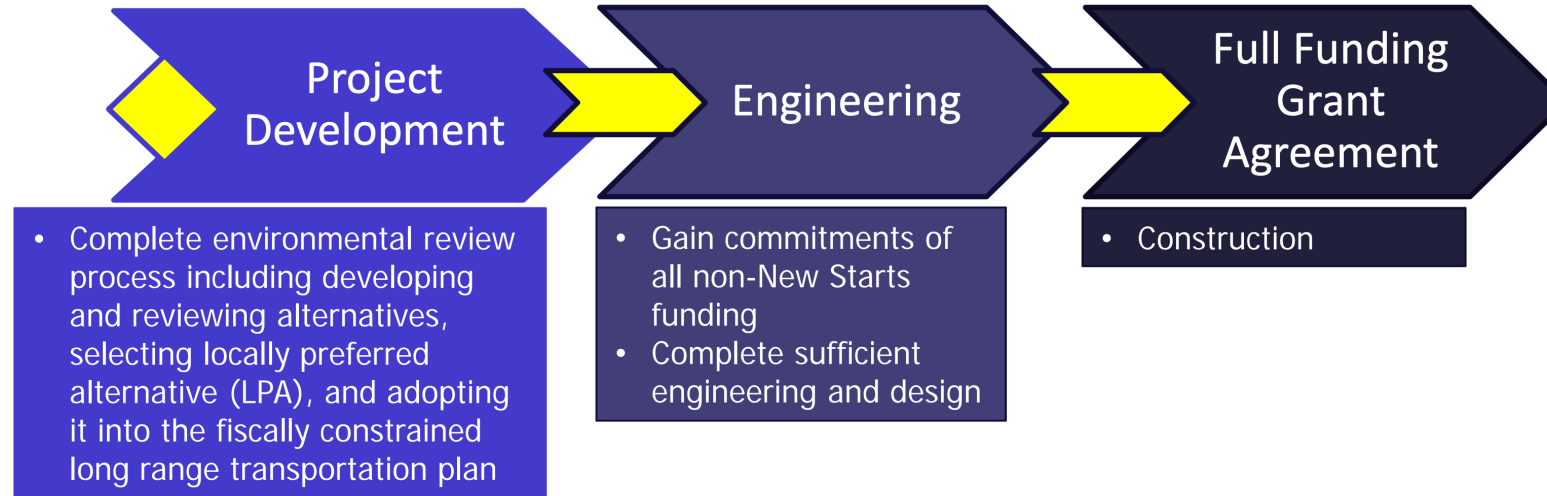 Project
Development
Engineering
Full Funding
Grant
Agreement
• Complete environmental review
process including developing
and reviewing alternatives,
selecting locally preferred
alternative (LPA), and adopting
it into the fiscally constrained
long range transportation plan
• Gain commitments of
all non-New Starts
funding
• Complete sufficient
engineering and design
• Construction